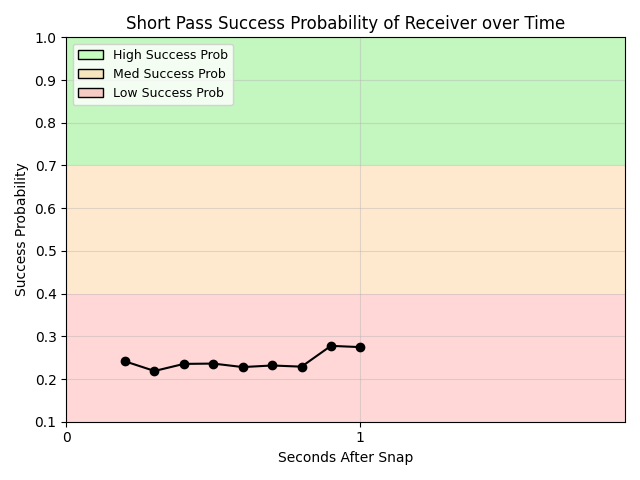 Short Pass Success Probability of Receiver over Time
1.0
High Success Prob
Med Success Prob
Low Success Prob
0.9
0.8
0.7
0.6
0.5
0.4
0.3
0.2
0.1
Success Probability
0
1
Seconds After Snap